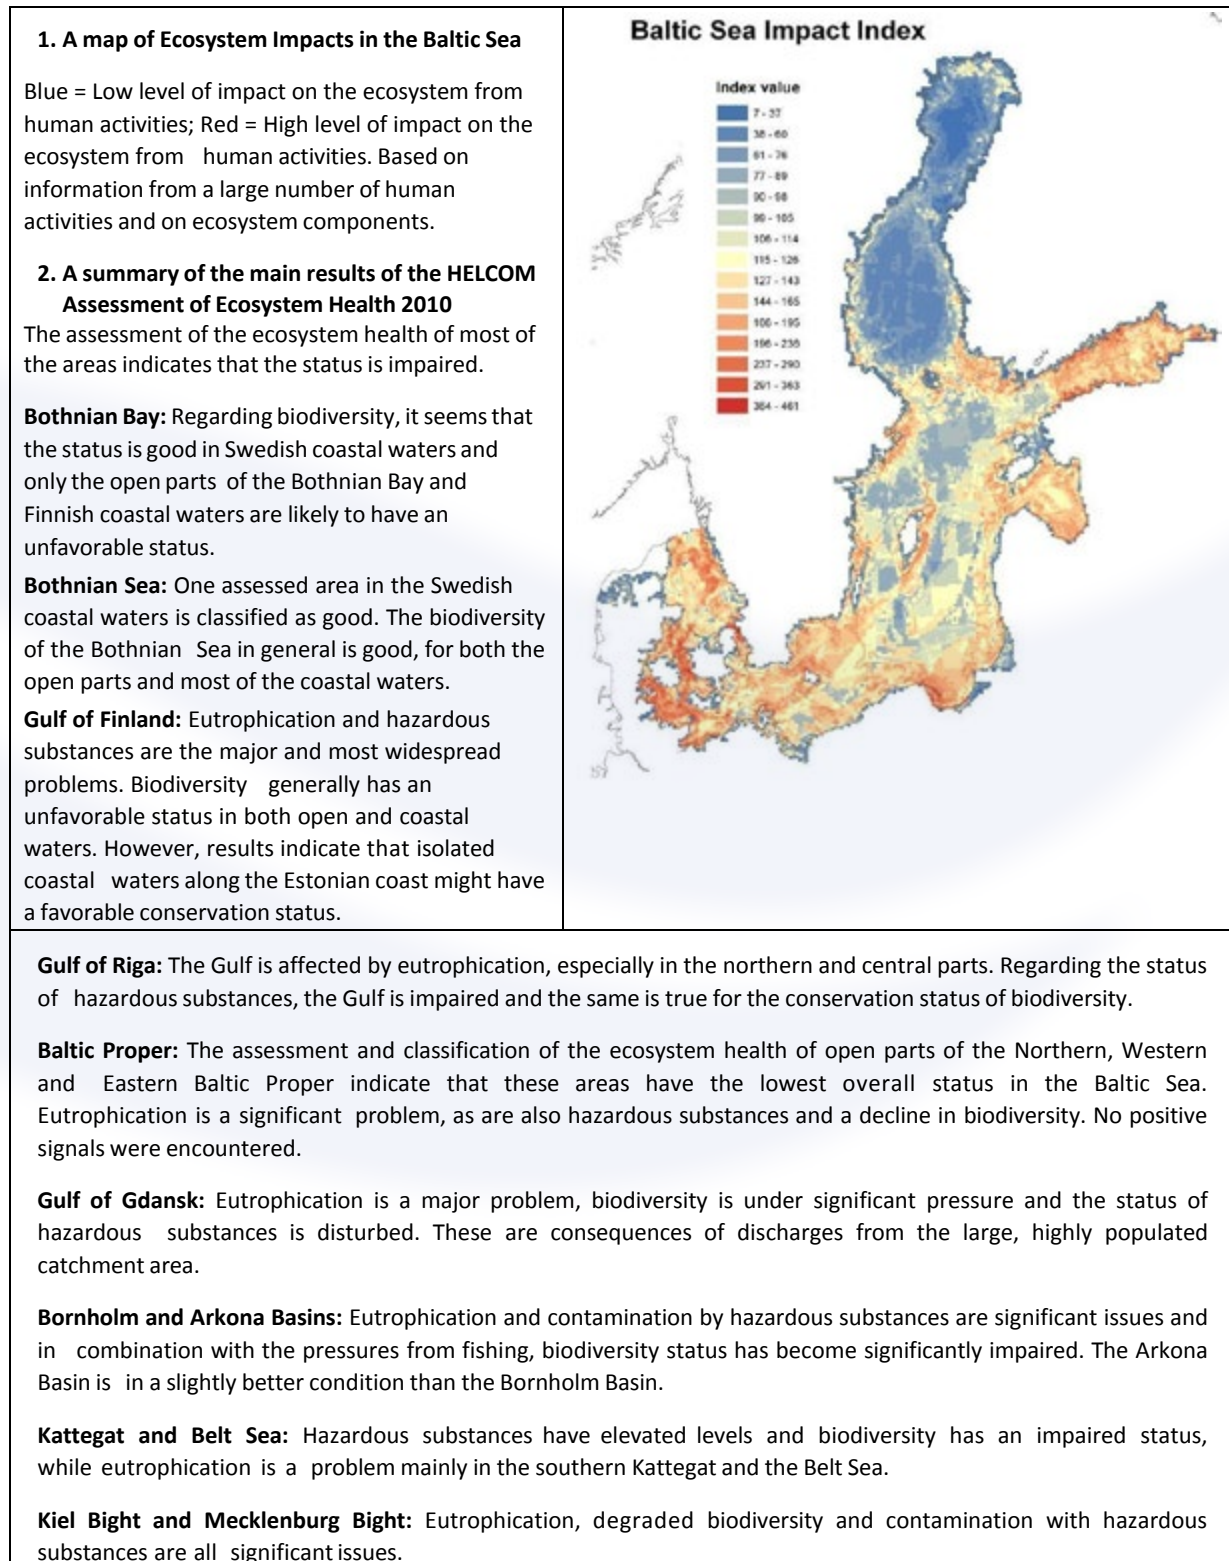 1. A map of Ecosystem Impacts in the Baltic Sea
Blue = Low level of impact on the ecosystem from
human activities; Red = High level of impact on the
ecosystem from human activities. Based on
information from a large number of human
activities and on ecosystem components.
2. A summary of the main results of the HELCOM
Assessment of Ecosystem Health 2010
The assessment of the ecosystem health of most of
the areas indicates that the status is impaired.
Bothnian Bay: Regarding biodiversity, it seems that
the status is good in Swedish coastal waters and
only the open parts of the Bothnian Bay and
Finnish coastal waters are likely to have an
unfavorable status.
Bothnian Sea: One assessed area in the Swedish
coastal waters is classified as good. The biodiversity
of the Bothnian Sea in general is good, for both the
open parts and most of the coastal waters.
Gulf of Finland: Eutrophication and hazardous
substances are the major and most widespread
problems. Biodiversity generally has an
unfavorable status in both open and coastal
waters. However, results indicate that isolated
coastal waters along the Estonian coast might have
a favorable conservation status.
Baltic Sea Impact Index
Index value
7 - 37
38 - 60
61 - 76
77 - 89
90 - 98
99 - 105
106 - 114
115 - 126
127 - 143
144 - 165
166 - 195
196 - 236
237 - 290
291 - 363
364 - 461
Gulf of Riga: The Gulf is affected by eutrophication, especially in the northern and central parts. Regarding the status
of hazardous substances, the Gulf is impaired and the same is true for the conservation status of biodiversity.
Baltic Proper: The assessment and classification of the ecosystem health of open parts of the Northern, Western
and Eastern Baltic Proper indicate that these areas have the lowest overall status in the Baltic Sea.
Eutrophication is a significant problem, as are also hazardous substances and a decline in biodiversity. No positive
signals were encountered.
Gulf of Gdansk: Eutrophication is a major problem, biodiversity is under significant pressure and the status of
hazardous substances is disturbed. These are consequences of discharges from the large, highly populated
catchment area.
Bornholm and Arkona Basins: Eutrophication and contamination by hazardous substances are significant issues and
in combination with the pressures from fishing, biodiversity status has become significantly impaired. The Arkona
Basin is in a slightly better condition than the Bornholm Basin.
Kattegat and Belt Sea: Hazardous substances have elevated levels and biodiversity has an impaired status,
while eutrophication is a problem mainly in the southern Kattegat and the Belt Sea.
Kiel Bight and Mecklenburg Bight: Eutrophication, degraded biodiversity and contamination with hazardous
substances are all significant issues.